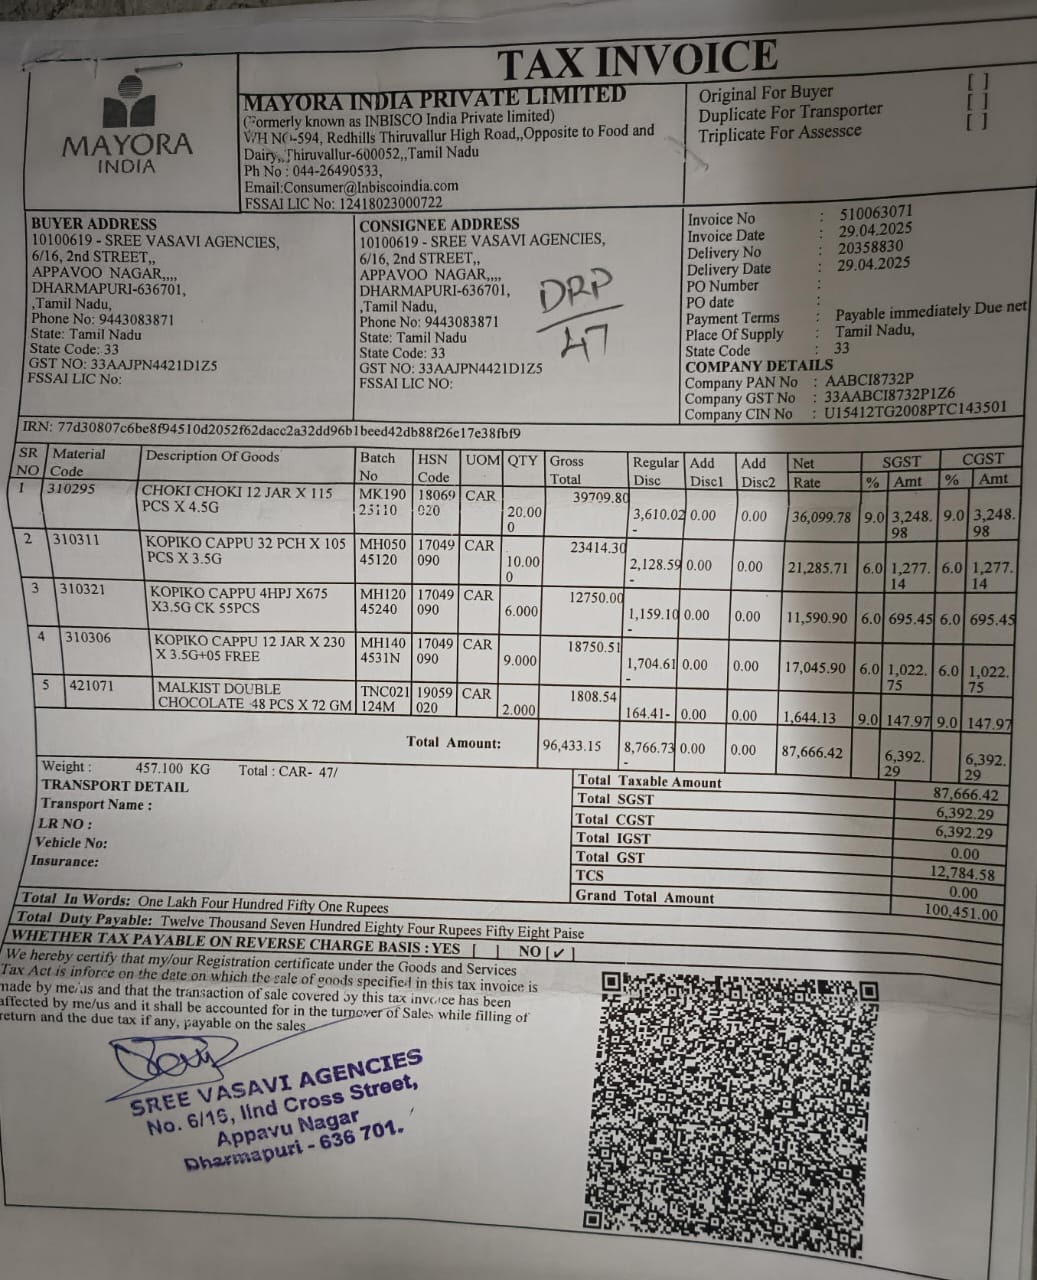 TAX INVOICE
MAYORA
INDIA
MAYORA INDIA PRIVATE LIMITED
(Formerly known as INBISCO India Private limited)
W/H NO-594, Redhills Thiruvallur High Road,,Opposite to Food and
Dairy,,Thiruvallur-600052,,Tamil Nadu
Ph No : 044-26490533,
Email:Consumer@Inbiscoindia.com
FSSAI LIC No: 12418023000722
Original For Buyer [ ]
Duplicate For Transporter [ ]
Triplicate For Assessce [ ]
BUYER ADDRESS
10100619 - SREE VASAVI AGENCIES,
6/16, 2nd STREET,,
APPAVOO NAGAR,,,,
DHARMAPURI-636701,
,Tamil Nadu,
Phone No: 9443083871
State: Tamil Nadu
State Code: 33
GST NO: 33AAJPN4421D1Z5
FSSAI LIC No:
CONSIGNEE ADDRESS
10100619 - SREE VASAVI AGENCIES,
6/16, 2nd STREET,,
APPAVOO NAGAR,,,,
DHARMAPURI-636701,
,Tamil Nadu,
Phone No: 9443083871
State: Tamil Nadu
State Code: 33
GST NO: 33AAJPN4421D1Z5
FSSAI LIC NO:
DRP
47
Invoice No : 510063071
Invoice Date : 29.04.2025
Delivery No : 20358830
Delivery Date : 29.04.2025
PO Number :
PO date :
Payment Terms : Payable immediately Due net
Place Of Supply : Tamil Nadu,
State Code : 33
COMPANY DETAILS
Company PAN No : AABCI8732P
Company GST No : 33AABCI8732P1Z6
Company CIN No : U15412TG2008PTC143501
IRN: 77d30807c6be8f94510d2052f62dacc2a32dd96b1beed42db88f26e17e38fbf9
SR NO Material Code Description Of Goods Batch No HSN Code UOM QTY Gross Total Regular Disc Add Disc1 Add Disc2 Net Rate SGST % Amt CGST % Amt
1 310295 CHOKI CHOKI 12 JAR X 115 PCS X 4.5G MK190 23110 18069 020 CAR 20.00 0 39709.80 3,610.02 - 0.00 0.00 36,099.78 9.0 3,248. 98 9.0 3,248. 98
2 310311 KOPIKO CAPPU 32 PCH X 105 PCS X 3.5G MH050 45120 17049 090 CAR 10.00 0 23414.30 2,128.59 - 0.00 0.00 21,285.71 6.0 1,277. 14 6.0 1,277. 14
3 310321 KOPIKO CAPPU 4HPJ X675 X3.5G CK 55PCS MH120 45240 17049 090 CAR 6.000 12750.00 1,159.10 - 0.00 0.00 11,590.90 6.0 695.45 6.0 695.45
4 310306 KOPIKO CAPPU 12 JAR X 230 X 3.5G+05 FREE MH140 4531N 17049 090 CAR 9.000 18750.51 1,704.61 - 0.00 0.00 17,045.90 6.0 1,022. 75 6.0 1,022. 75
5 421071 MALKIST DOUBLE CHOCOLATE 48 PCS X 72 GM TNC021 124M 19059 020 CAR 2.000 1808.54 164.41- 0.00 0.00 1,644.13 9.0 147.97 9.0 147.97
Total Amount: 96,433.15 8,766.73 - 0.00 0.00 87,666.42 6,392. 29 6,392. 29
Weight : 457.100 KG Total : CAR- 47/
TRANSPORT DETAIL
Transport Name :
LR NO :
Vehicle No:
Insurance:
Total Taxable Amount 87,666.42
Total SGST 6,392.29
Total CGST 6,392.29
Total IGST 0.00
Total GST 12,784.58
TCS 0.00
Grand Total Amount 100,451.00
Total In Words: One Lakh Four Hundred Fifty One Rupees
Total Duty Payable: Twelve Thousand Seven Hundred Eighty Four Rupees Fifty Eight Paise
WHETHER TAX PAYABLE ON REVERSE CHARGE BASIS : YES [ ] NO [✓]
We hereby certify that my/our Registration certificate under the Goods and Services
Tax Act is inforce on the date on which the sale of goods specified in this tax invoice is
made by me/us and that the transaction of sale covered by this tax invoice has been
affected by me/us and it shall be accounted for in the turnover of Sales while filling of
return and the due tax if any, payable on the sales
SREE VASAVI AGENCIES
No. 6/16, IInd Cross Street,
Appavu Nagar
Dharmapuri - 636 701.